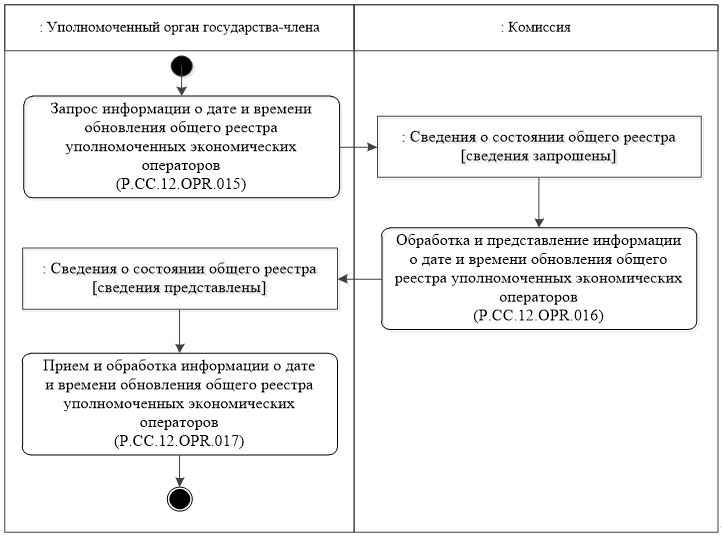 : Уполномоченный орган государства-члена
: Комиссия
Запрос информации о дате и времени
обновления общего реестра
уполномоченных экономических
операторов
(P.CC.12.OPR.015)
: Сведения о состоянии общего реестра
[сведения запрошены]
Обработка и представление информации
о дате и времени обновления общего
реестра уполномоченных экономических
операторов
(P.CC.12.OPR.016)
: Сведения о состоянии общего реестра
[сведения представлены]
Прием и обработка информации о дате
и времени обновления общего реестра
уполномоченных экономических
операторов
(P.CC.12.OPR.017)